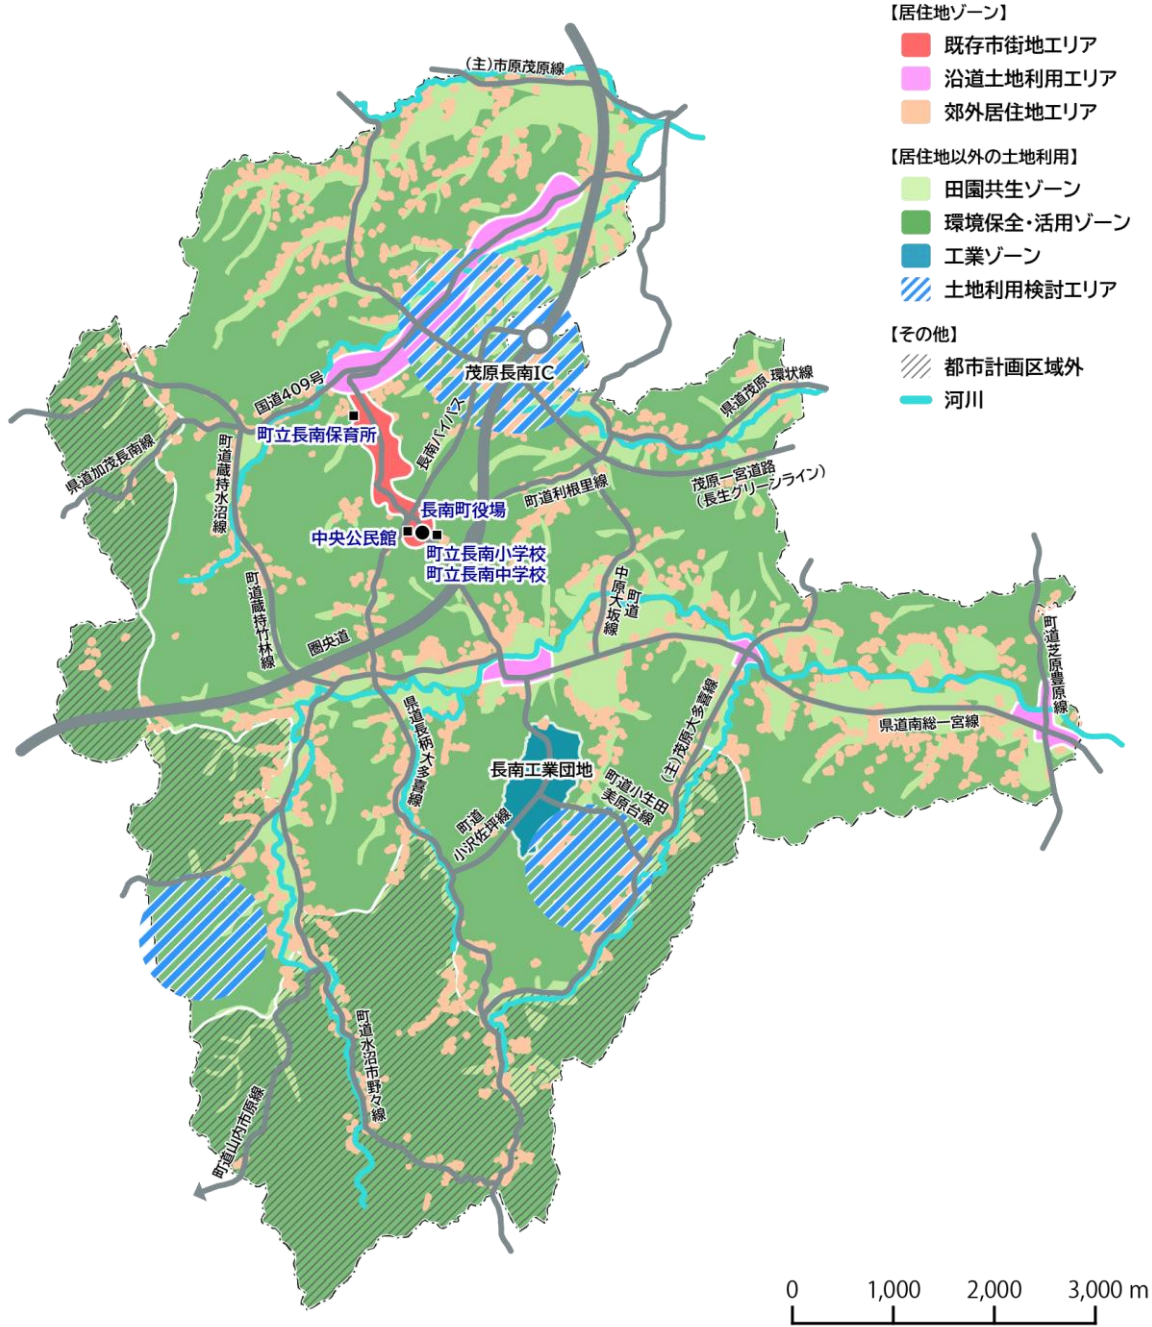 【居住地ゾーン】
既存市街地エリア
沿道土地利用エリア
郊外居住地エリア
【居住地以外の土地利用】
田園共生ゾーン
環境保全・活用ゾーン
工業ゾーン
土地利用検討エリア
【その他】
都市計画区域外
河川
(主)市原茂原線
茂原長南IC
国道409号
県道茂原環状線
町立長南保育所
長南バイパス
県道加茂長南線
町道蔵持水沼線
茂原一宮道路
(長生グリーンライン)
町道利根里線
長南町役場
中央公民館
町立長南小学校
町立長南中学校
町道蔵持竹林線
町道
中原大坂線
圏央道
町道芝原豊原線
県道長柄大多喜線
(主)茂原大多喜線
県道南総一宮線
長南工業団地
町道小生田
美原台線
町道
小沢佐坪線
町道水沼市野々線
町道山内市原線
0 1,000 2,000 3,000 m